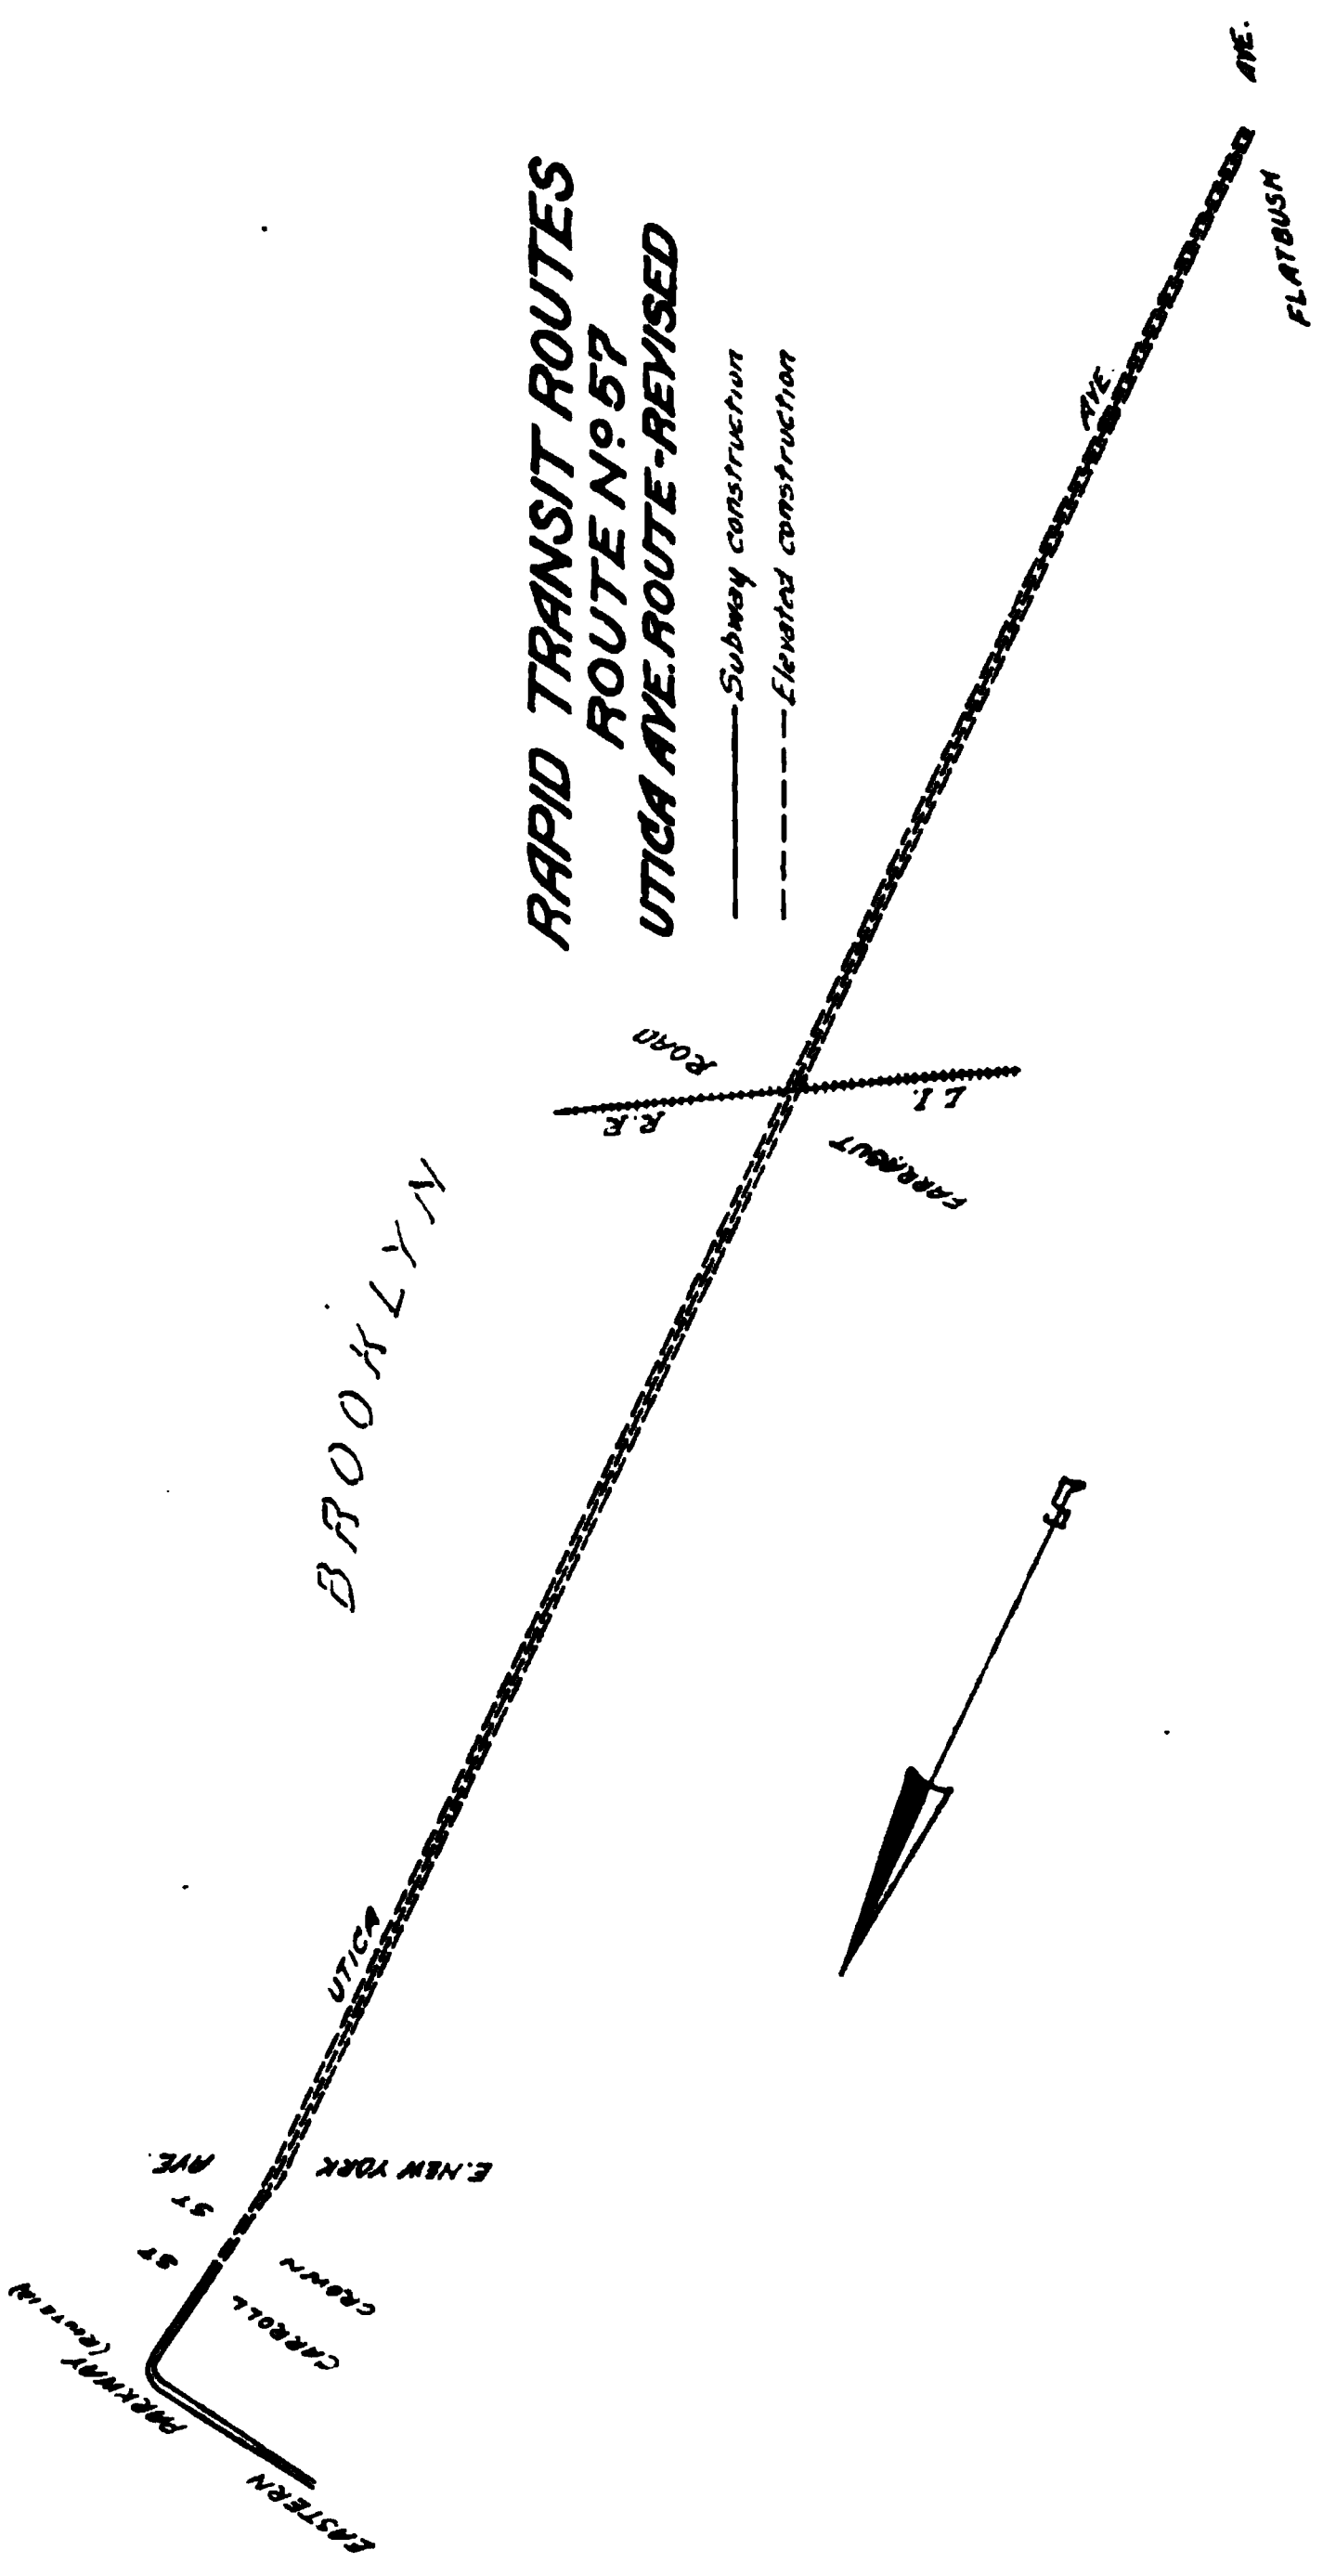 RAPID TRANSIT ROUTES
ROUTE Nº 57
UTICA AVE. ROUTE-REVISED
Subway construction
Elevated construction
BROOKLYN
EASTERN PARKWAY
CARROLL ST
CROWN ST
E. NEW YORK AVE.
UTICA AVE.
FARRAGUT ROAD
L. I. R. R.
FLATBUSH AVE.